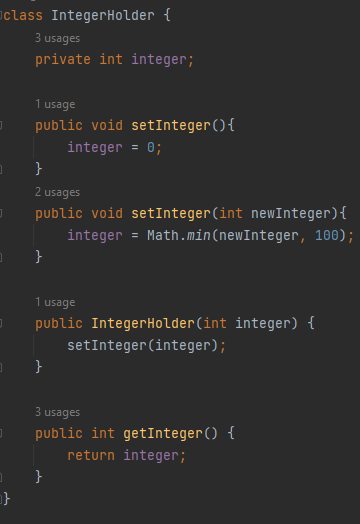 class IntegerHolder {
3 usages
private int integer;
1 usage
public void setInteger(){
integer = 0;
}
2 usages
public void setInteger(int newInteger){
integer = Math.min(newInteger, 100);
}
1 usage
public IntegerHolder(int integer) {
setInteger(integer);
}
3 usages
public int getInteger() {
return integer;
}
}